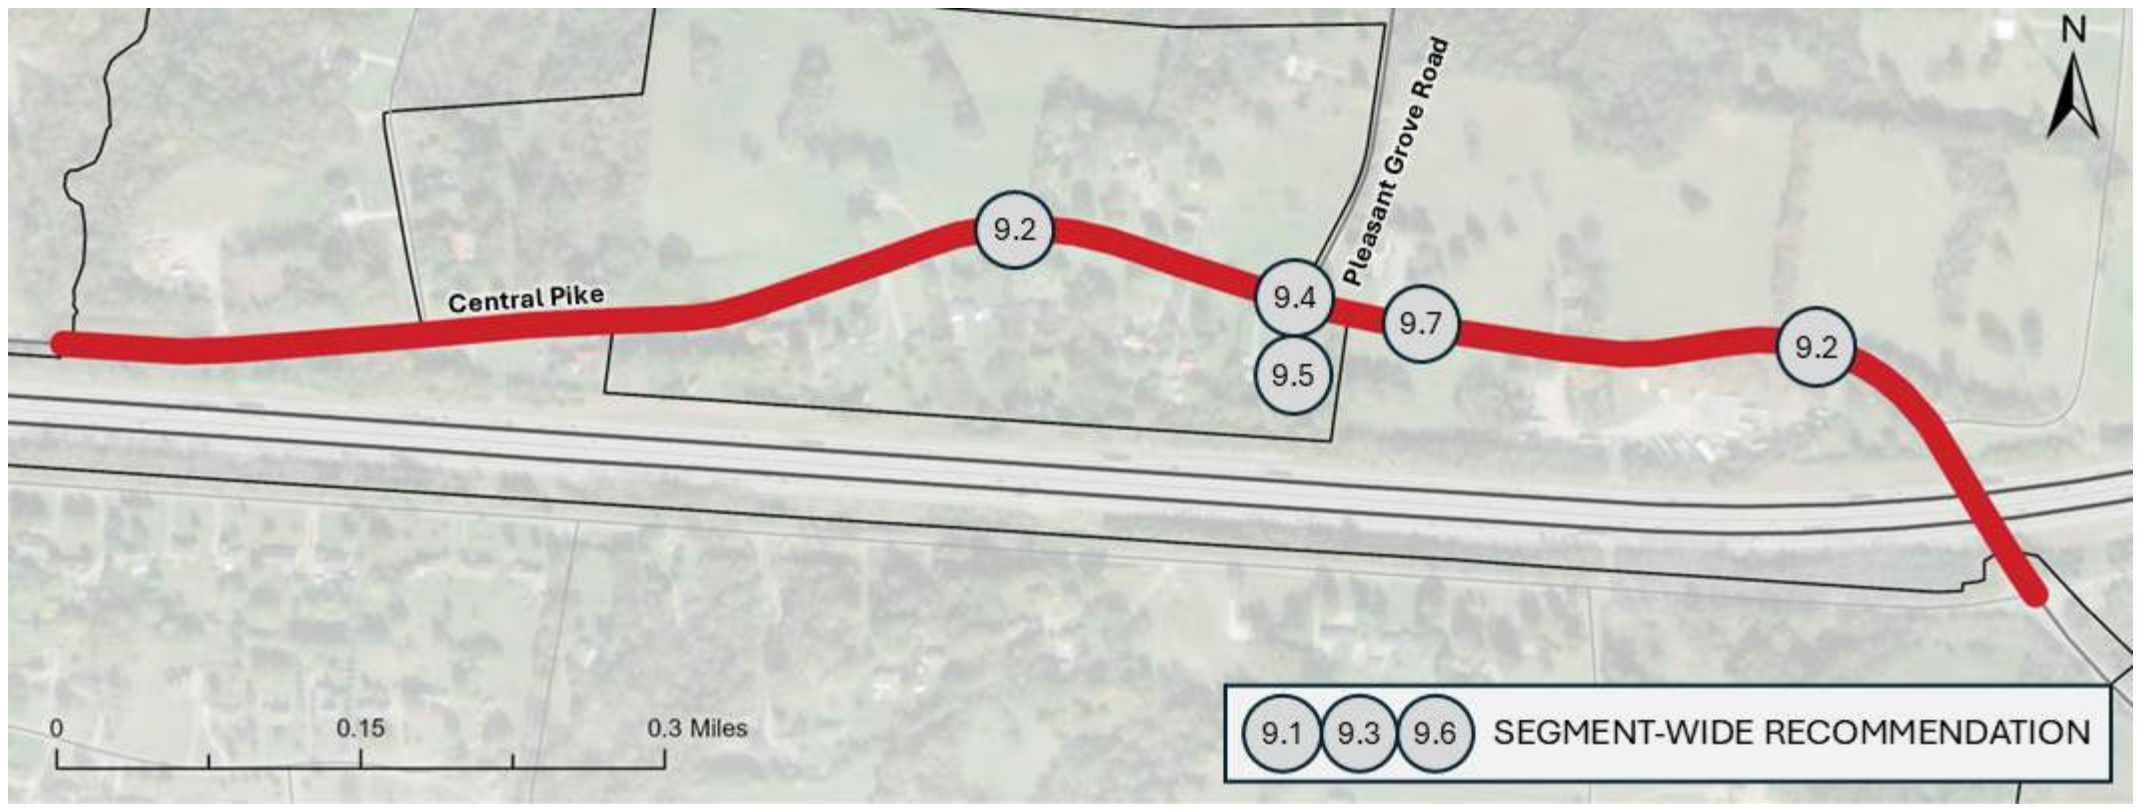 N
Pleasant Grove Road
9.2
Central Pike
9.4
9.7
9.2
9.5
0 0.15 0.3 Miles
9.1 9.3 9.6 SEGMENT-WIDE RECOMMENDATION